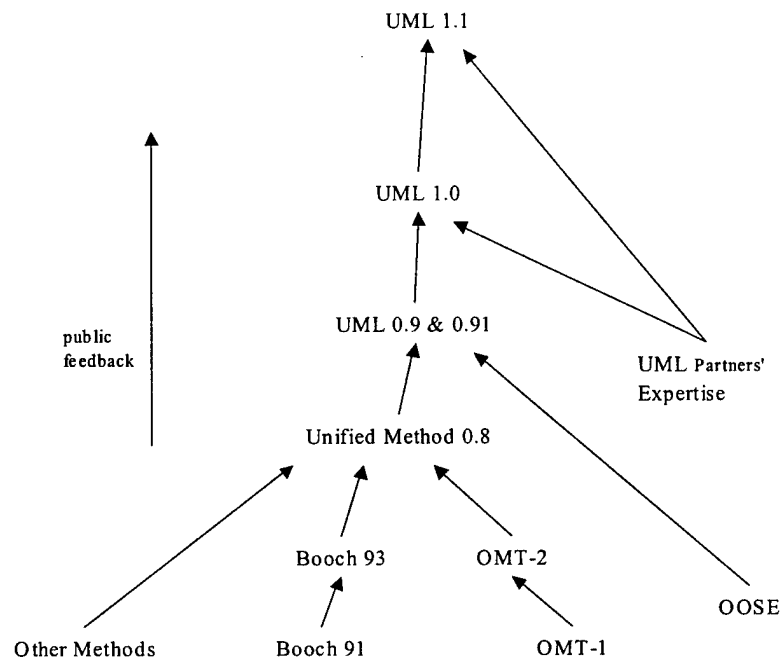 UML 1.1
UML 1.0
UML 0.9 & 0.91
public
feedback
UML Partners'
Expertise
Unified Method 0.8
Booch 93
OMT-2
OOSE
Other Methods
Booch 91
OMT-1